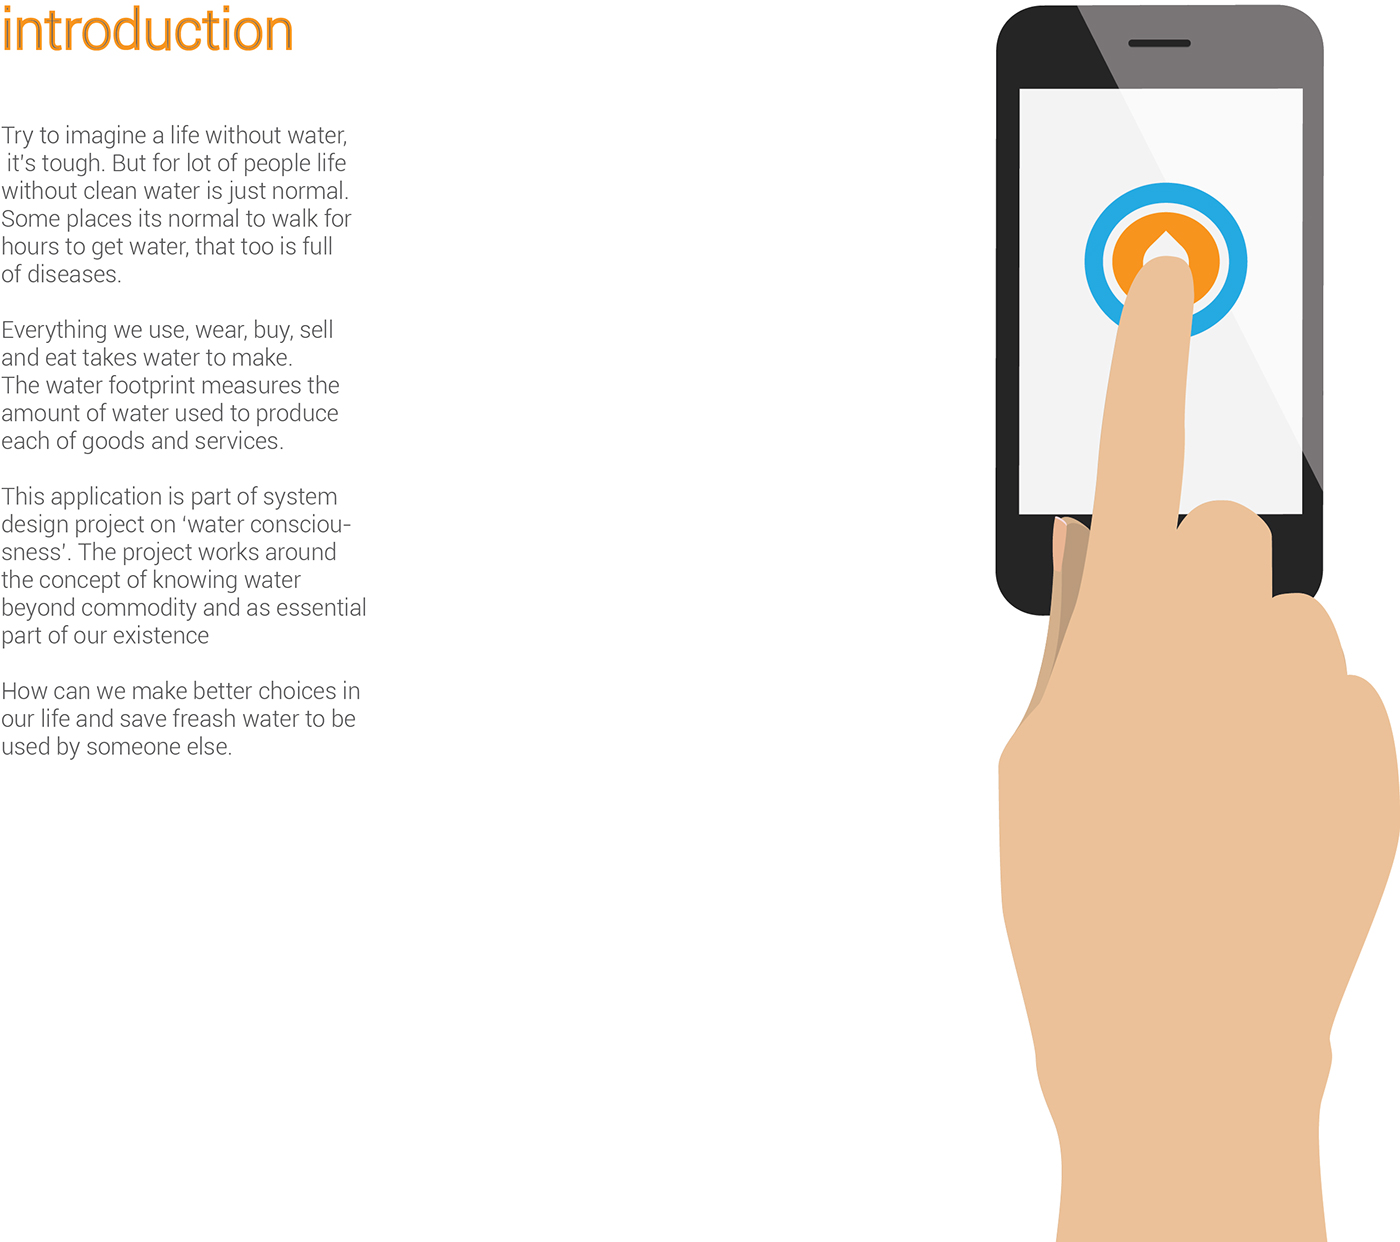 introduction
Try to imagine a life without water,
it's tough. But for lot of people life
without clean water is just normal.
Some places its normal to walk for
hours to get water, that too is full
of diseases.
Everything we use, wear, buy, sell
and eat takes water to make.
The water footprint measures the
amount of water used to produce
each of goods and services.
This application is part of system
design project on ‘water consciou-
sness’. The project works around
the concept of knowing water
beyond commodity and as essential
part of our existence
How can we make better choices in
our life and save freash water to be
used by someone else.